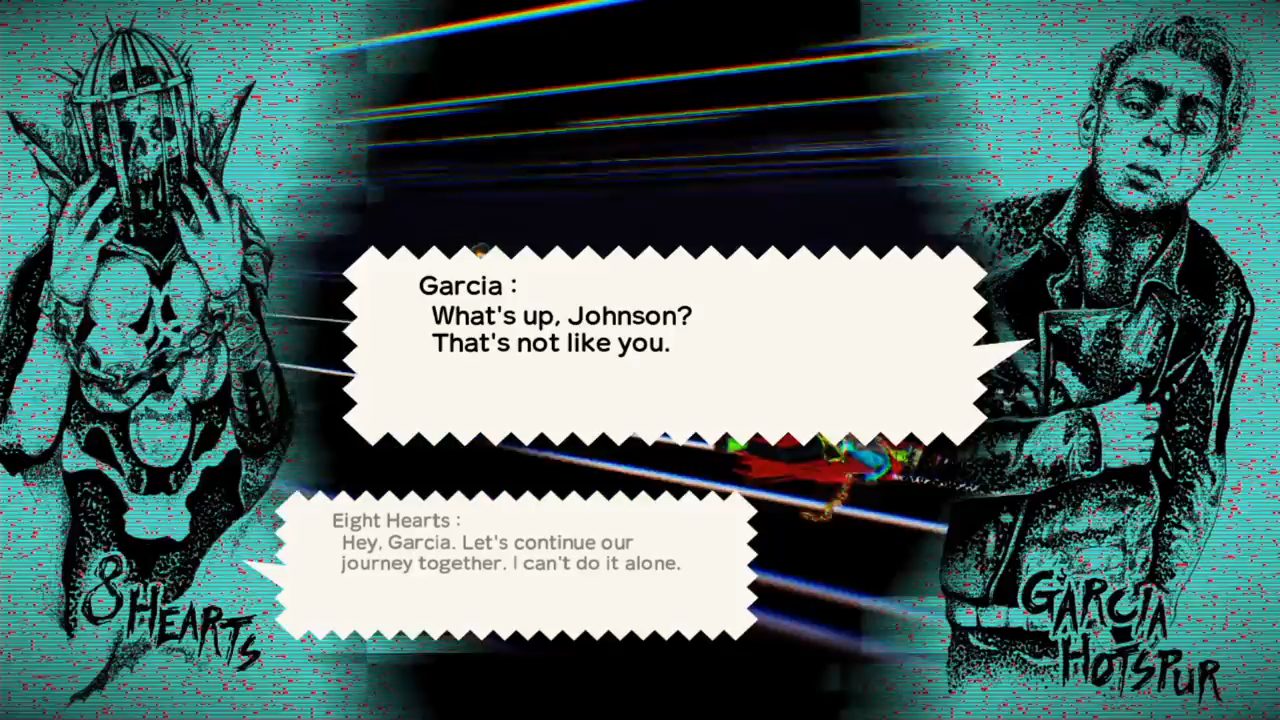 Garcia :
What's up, Johnson?
That's not like you.
Eight Hearts :
Hey, Garcia. Let's continue our
journey together. I can't do it alone.
8 HEARTS
GARCIA
HOTSPUR